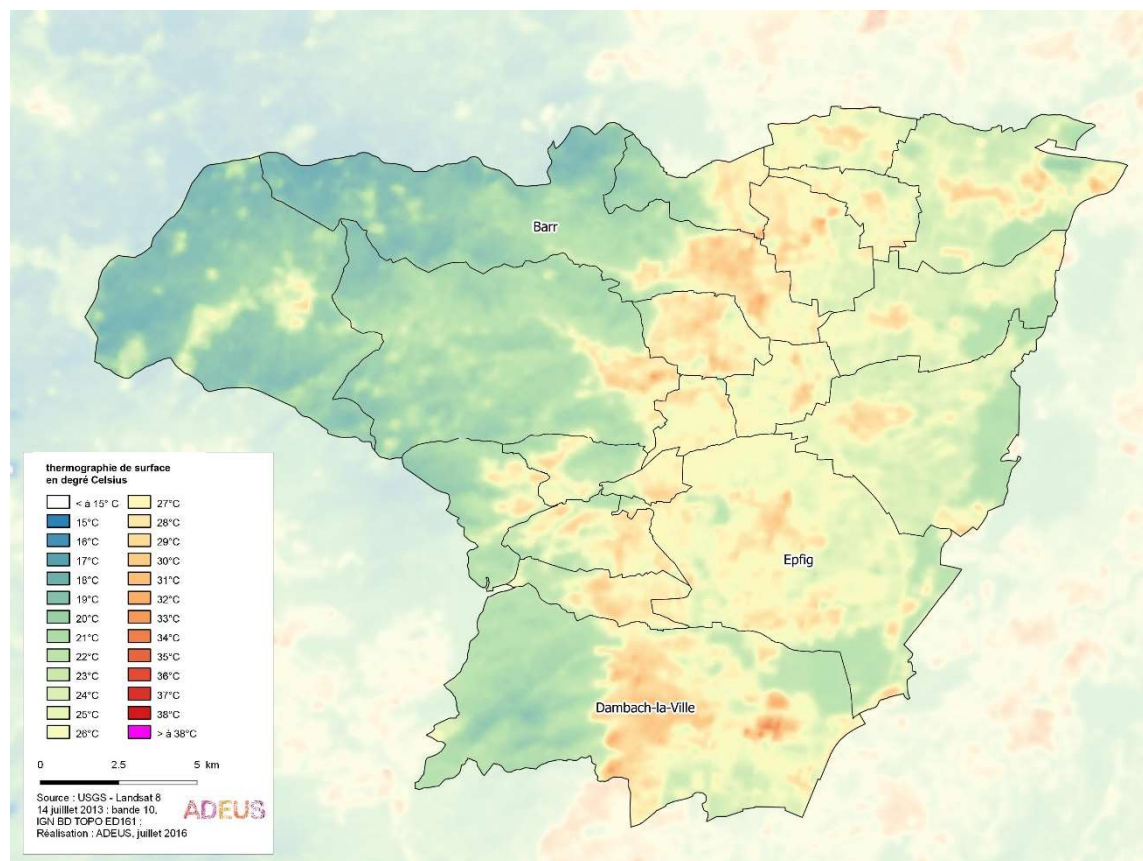 Barr
Epfig
Dambach-la-Ville
thermographie de surface
en degré Celsius
< à 15° C
15°C
16°C
17°C
18°C
19°C
20°C
21°C
22°C
23°C
24°C
25°C
26°C
27°C
28°C
29°C
30°C
31°C
32°C
33°C
34°C
35°C
36°C
37°C
38°C
> à 38°C
0 2.5 5 km
Source : USGS - Landsat 8
14 juillet 2013 : bande 10,
IGN BD TOPO ED161 ;
Réalisation : ADEUS, juillet 2016
ADEUS